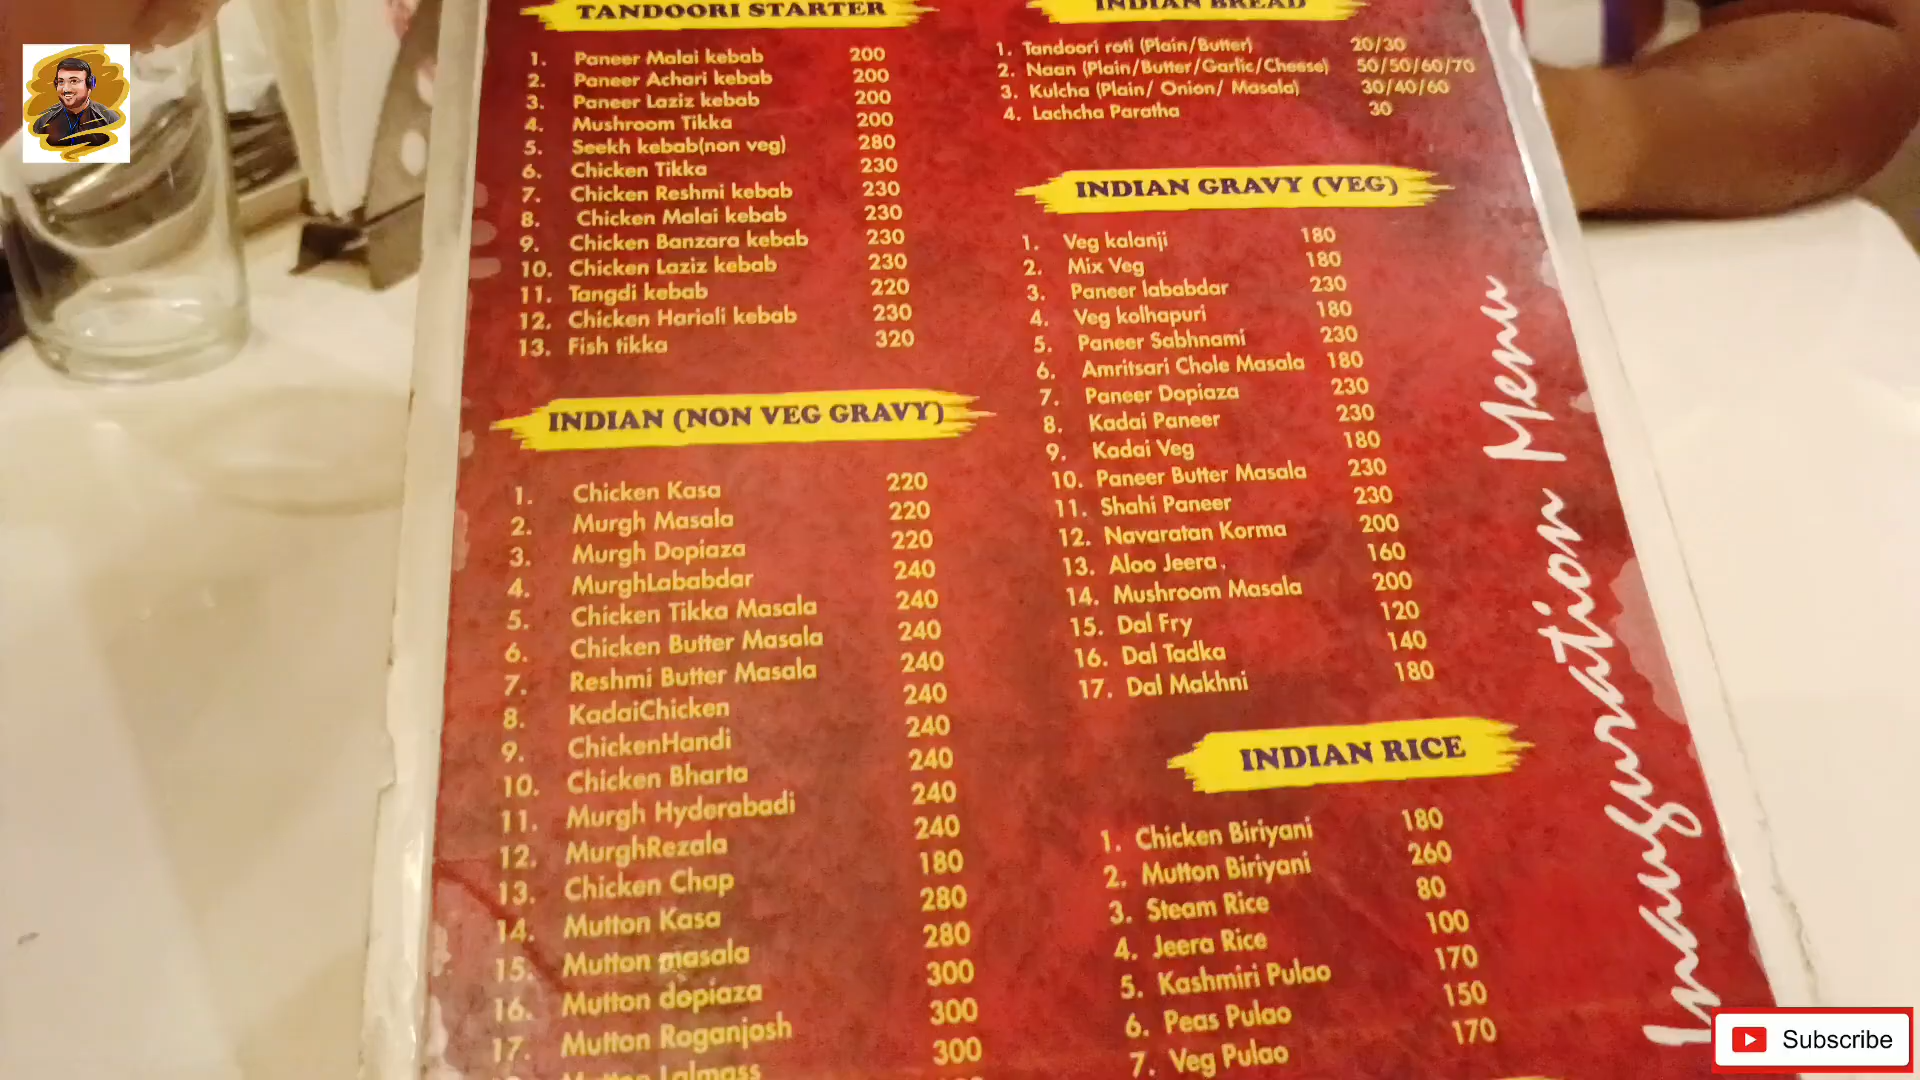 TANDOORI STARTER
1. Paneer Malai kebab 200
2. Paneer Achari kebab 200
3. Paneer Laziz kebab 200
4. Mushroom Tikka 200
5. Seekh kebab(non veg) 280
6. Chicken Tikka 230
7. Chicken Reshmi kebab 230
8. Chicken Malai kebab 230
9. Chicken Banzara kebab 230
10. Chicken Laziz kebab 230
11. Tangdi kebab 220
12. Chicken Hariali kebab 230
13. Fish tikka 320
INDIAN (NON VEG GRAVY)
1. Chicken Kasa 220
2. Murgh Masala 220
3. Murgh Dopiaza 220
4. MurghLababdar 240
5. Chicken Tikka Masala 240
6. Chicken Butter Masala 240
7. Reshmi Butter Masala 240
8. KadaiChicken 240
9. ChickenHandi 240
10. Chicken Bharta 240
11. Murgh Hyderabadi 240
12. MurghRezala 240
13. Chicken Chap 180
14. Mutton Kasa 280
15. Mutton masala 280
16. Mutton dopiaza 300
17. Mutton Roganjosh 300
Mutton Lalmass 300
INDIAN BREAD
1. Tandoori roti (Plain/Butter) 20/30
2. Naan (Plain/Butter/Garlic/Cheese) 50/50/60/70
3. Kulcha (Plain/ Onion/ Masala) 30/40/60
4. Lachcha Paratha 30
INDIAN GRAVY (VEG)
1. Veg kalanji 180
2. Mix Veg 180
3. Paneer lababdar 230
4. Veg kolhapuri 180
5. Paneer Sabhnami 230
6. Amritsari Chole Masala 180
7. Paneer Dopiaza 230
8. Kadai Paneer 230
9. Kadai Veg 180
10. Paneer Butter Masala 230
11. Shahi Paneer 230
12. Navaratan Korma 200
13. Aloo Jeera. 160
14. Mushroom Masala 200
15. Dal Fry 120
16. Dal Tadka 140
17. Dal Makhni 180
INDIAN RICE
1. Chicken Biriyani 180
2. Mutton Biriyani 260
3. Steam Rice 80
4. Jeera Rice 100
5. Kashmiri Pulao 170
6. Peas Pulao 150
7. Veg Pulao 170
Inauguration Menu
Subscribe